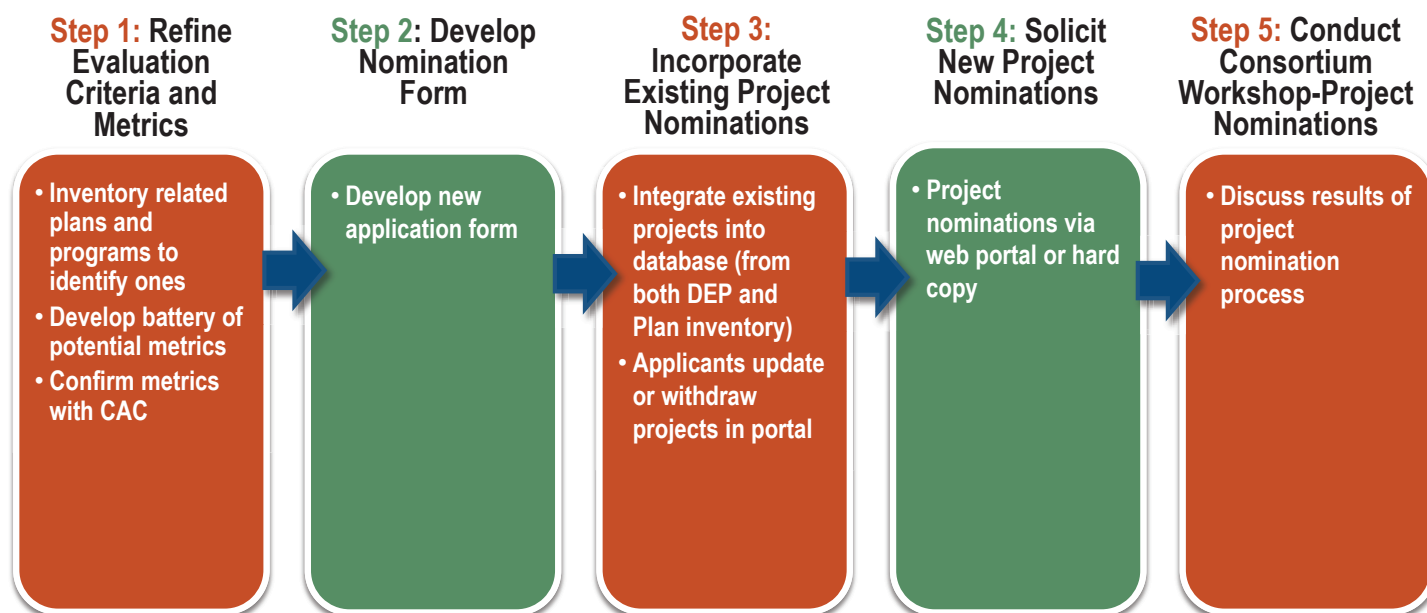 Step 1: Refine
Evaluation
Criteria and
Metrics
• Inventory related
plans and
programs to
identify ones
• Develop battery of
potential metrics
• Confirm metrics
with CAC
Step 2: Develop
Nomination
Form
• Develop new
application form
Step 3:
Incorporate
Existing Project
Nominations
• Integrate existing
projects into
database (from
both DEP and
Plan inventory)
• Applicants update
or withdraw
projects in portal
Step 4: Solicit
New Project
Nominations
• Project
nominations via
web portal or hard
copy
Step 5: Conduct
Consortium
Workshop-Project
Nominations
• Discuss results of
project
nomination
process